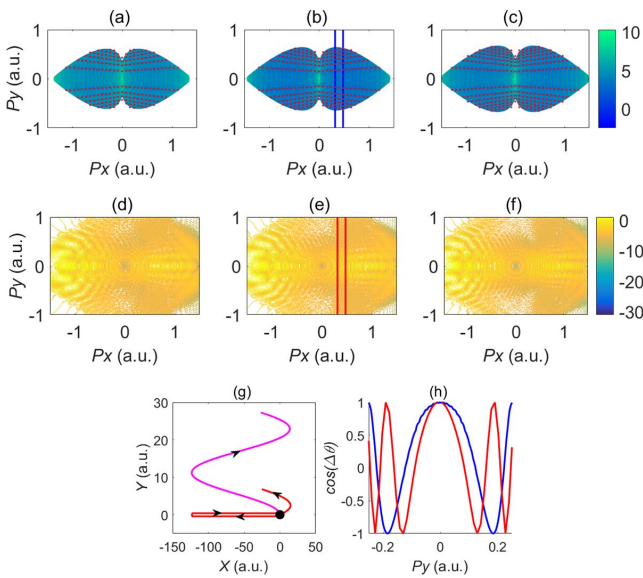 (a) (b) (c)
1 10
Py (a.u.) 0 5
-1 0
-1 0 1 -1 0 1 -1 0 1
Px (a.u.) Px (a.u.) Px (a.u.)
(d) (e) (f)
1 1 1 0
Py (a.u.) 0 0 0 -10
-20
-1 -1 -1 -30
-1 0 1 -1 0 1 -1 0 1
Px (a.u.) Px (a.u.) Px (a.u.)
(g) (h)
30 1
20 0.5
Y (a.u.) 10 cos(Δθ) 0
-0.5
0 -1
-150 -100 -50 0 50 -0.2 0 0.2
X (a.u.) Py (a.u.)